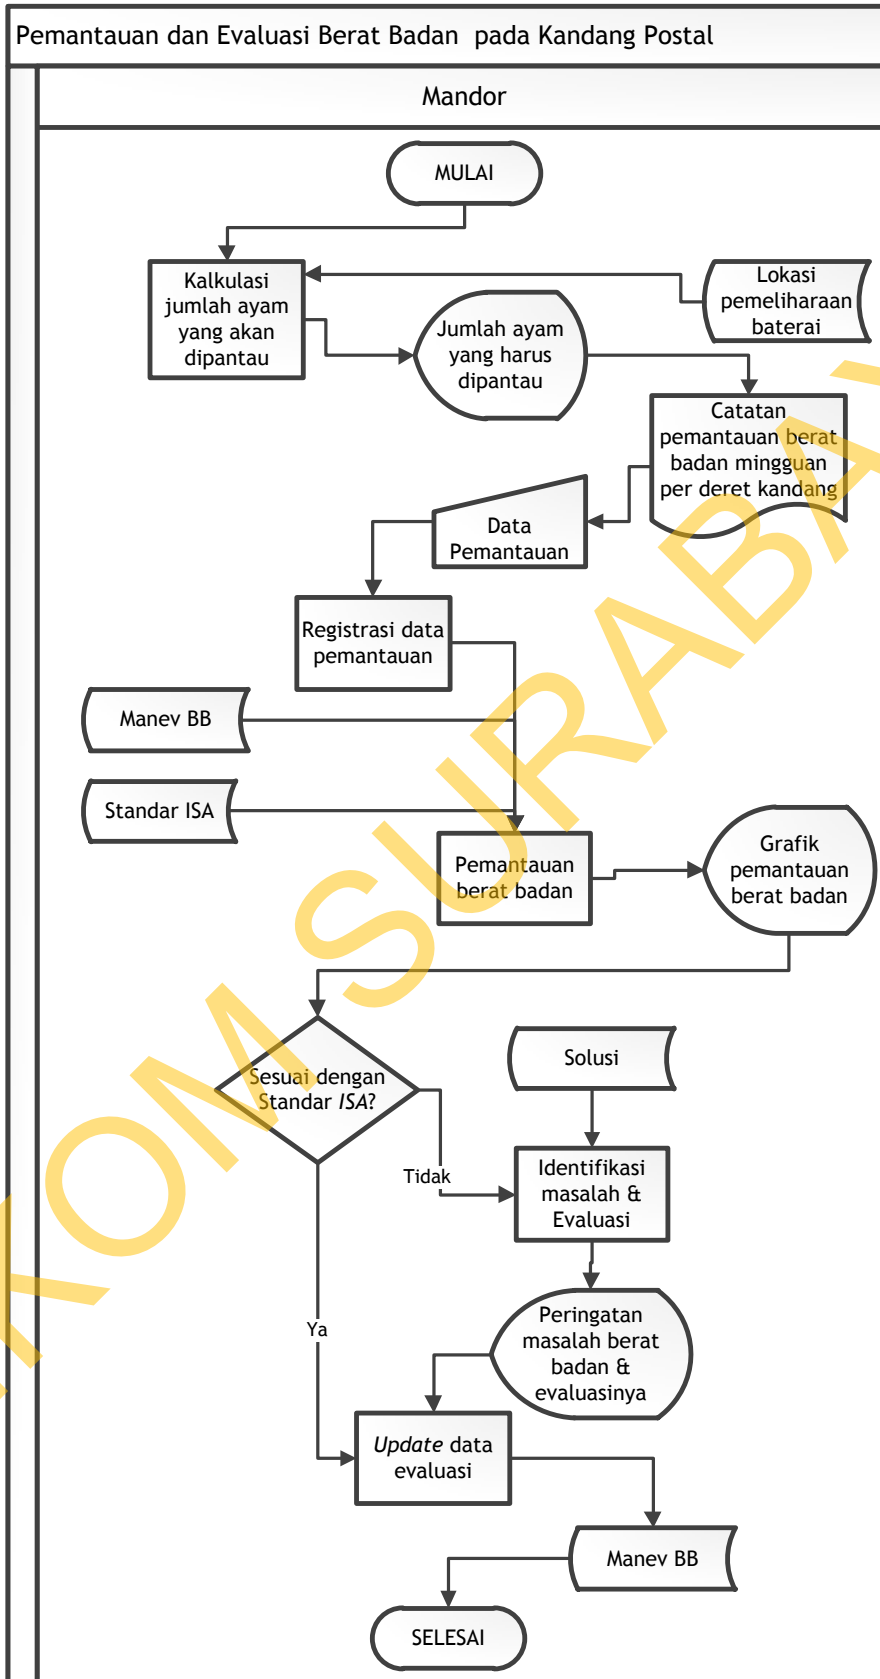 Pemantauan dan Evaluasi Berat Badan pada Kandang Postal
Mandor
MULAI
Kalkulasi
jumlah ayam
yang akan
dipantau
Lokasi
pemeliharaan
baterai
Jumlah ayam
yang harus
dipantau
Catatan
pemantauan berat
badan mingguan
per deret kandang
Data
Pemantauan
Registrasi data
pemantauan
Manev BB
Standar ISA
Pemantauan
berat badan
Grafik
pemantauan
berat badan
Sesuai dengan
Standar ISA?
Solusi
Tidak
Identifikasi
masalah &
Evaluasi
Ya
Peringatan
masalah berat
badan &
evaluasinya
Update data
evaluasi
Manev BB
SELESAI
KOM SURABAY